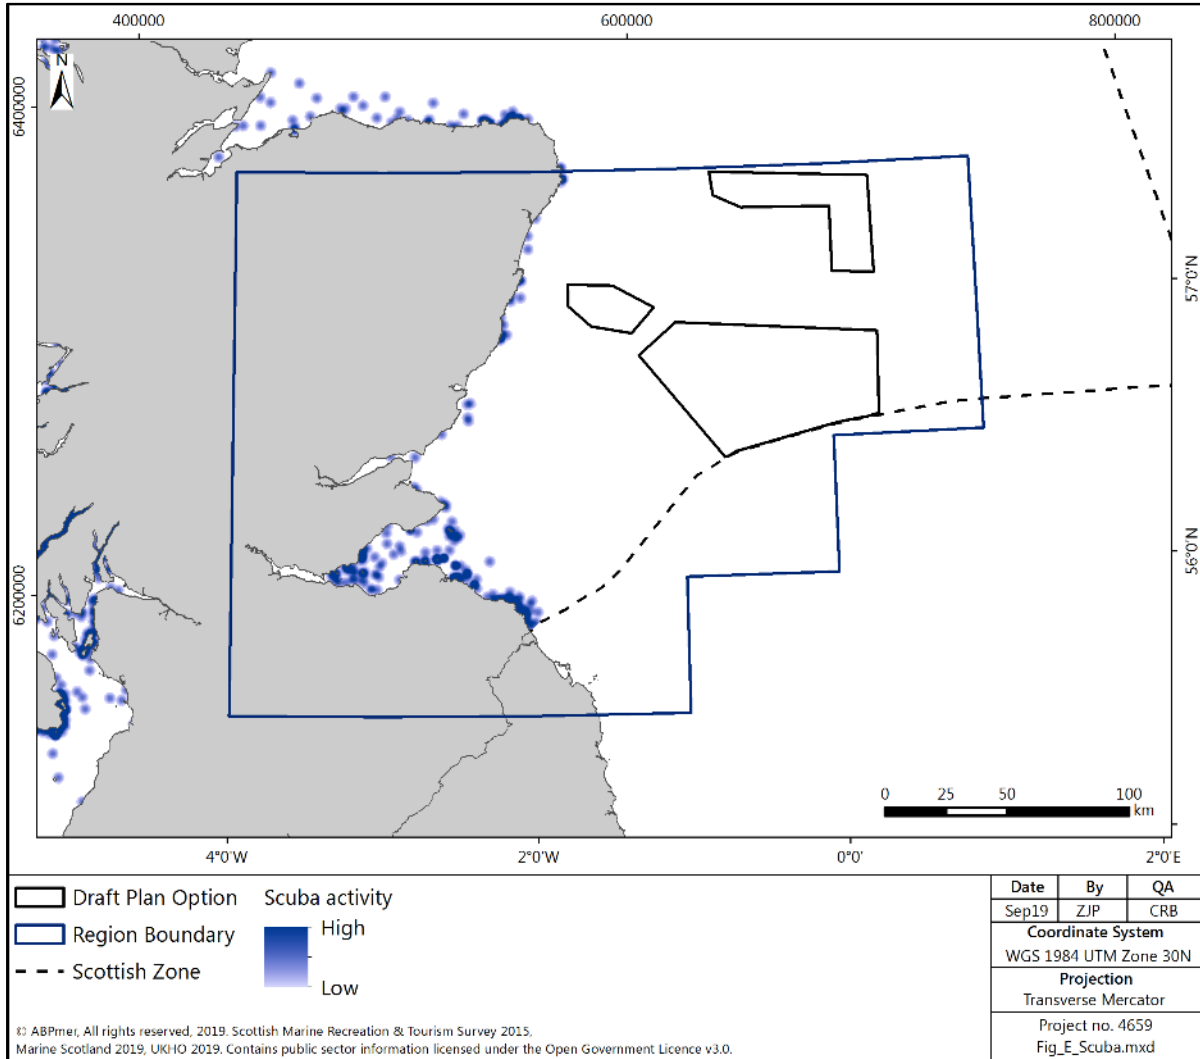 400000
600000
800000
N
6400000
57°0'N
56°0'N
6200000
0
25
50
100
km
4°0'W
2°0'W
0°0'
2°0'E
Draft Plan Option
Region Boundary
Scottish Zone
Scuba activity
High
Low
Date By QA
Sep19 ZJP CRB
Coordinate System
WGS 1984 UTM Zone 30N
Projection
Transverse Mercator
Project no. 4659
Fig_E_Scuba.mxd
© ABPmer, All rights reserved, 2019. Scottish Marine Recreation & Tourism Survey 2015,
Marine Scotland 2019, UKHO 2019. Contains public sector information licensed under the Open Government Licence v3.0.